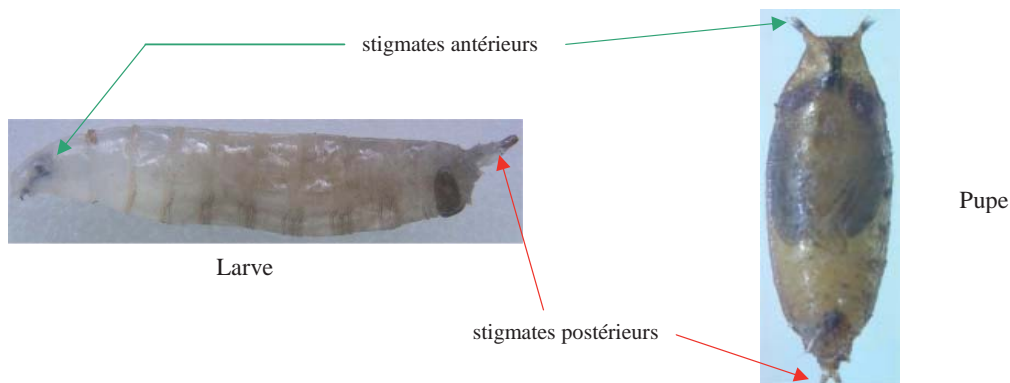 stigmates antérieurs
Pupe
Larve
stigmates postérieurs